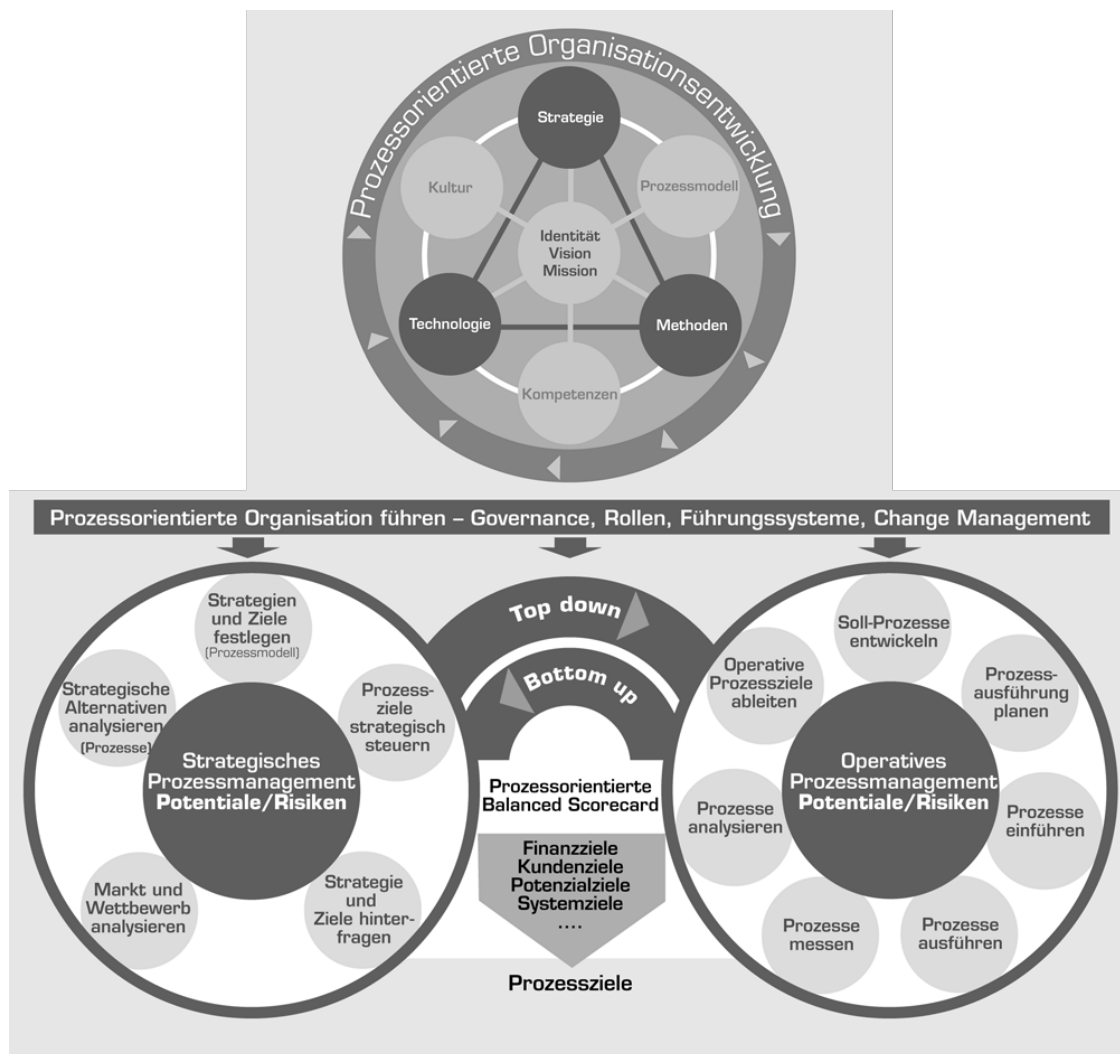 Prozessorientierte Organisationsentwicklung
Strategie
Kultur
Prozessmodell
Identität
Vision
Mission
Technologie
Methoden
Kompetenzen
Prozessorientierte Organisation führen – Governance, Rollen, Führungssysteme, Change Management
Strategien
und Ziele
festlegen
(Prozessmodell)
Strategische
Alternativen
analysieren
(Prozesse)
Prozess-
ziele
strategisch
steuern
Strategisches
Prozessmanagement
Potentiale/Risiken
Markt und
Wettbewerb
analysieren
Strategie
und
Ziele hinter-
fragen
Top down
Bottom up
Prozessorientierte
Balanced Scorecard
Finanzziele
Kundenziele
Potenzialziele
Systemziele
....
Prozessziele
Soll-Prozesse
entwickeln
Operative
Prozessziele
ableiten
Prozess-
ausführung
planen
Operatives
Prozessmanagement
Potentiale/Risiken
Prozesse
analysieren
Prozesse
einführen
Prozesse
messen
Prozesse
ausführen